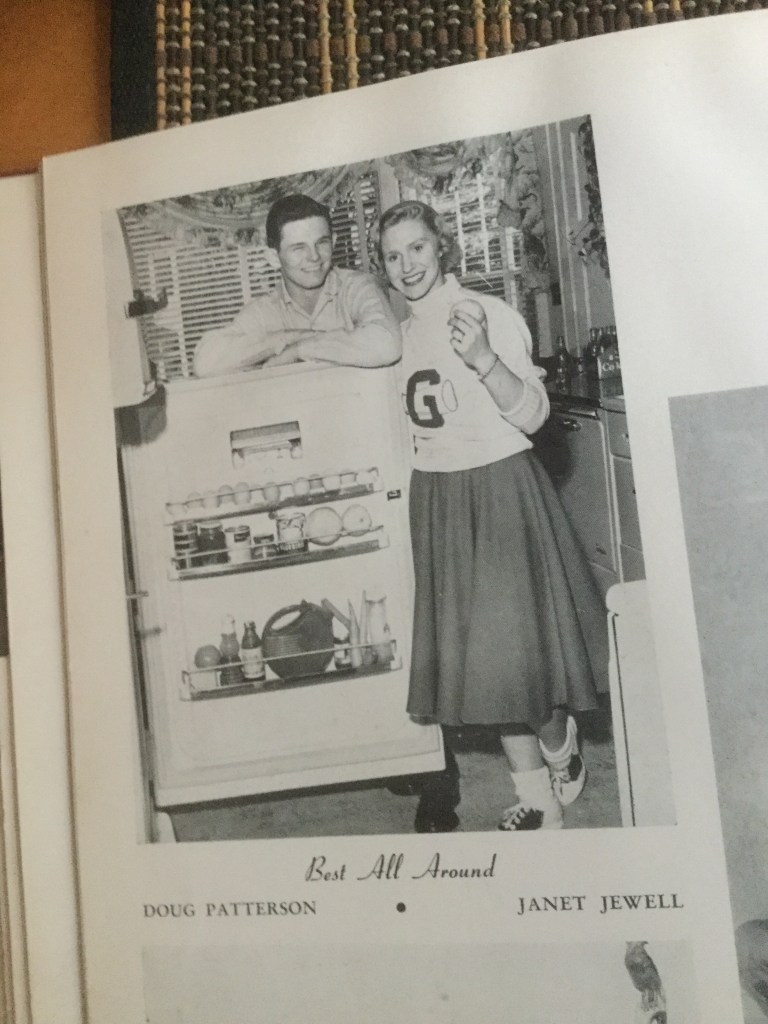 G
Best All Around
DOUG PATTERSON • JANET JEWELL